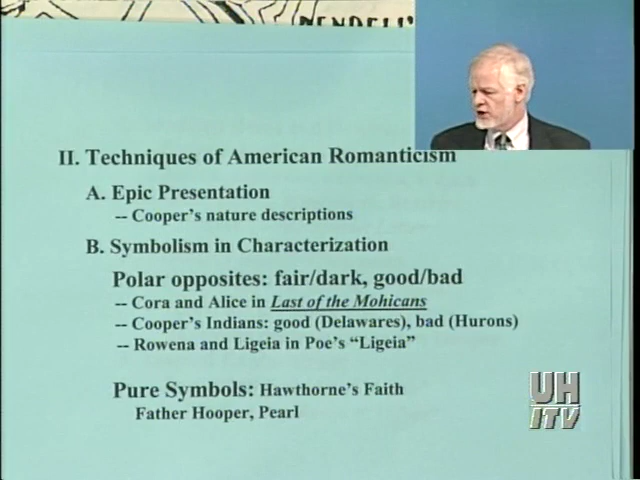 II. Techniques of American Romanticism
A. Epic Presentation
-- Cooper's nature descriptions
B. Symbolism in Characterization
Polar opposites: fair/dark, good/bad
-- Cora and Alice in Last of the Mohicans
-- Cooper's Indians: good (Delawares), bad (Hurons)
-- Rowena and Ligeia in Poe's “Ligeia”
Pure Symbols: Hawthorne's Faith
Father Hooper, Pearl
UH
ITV